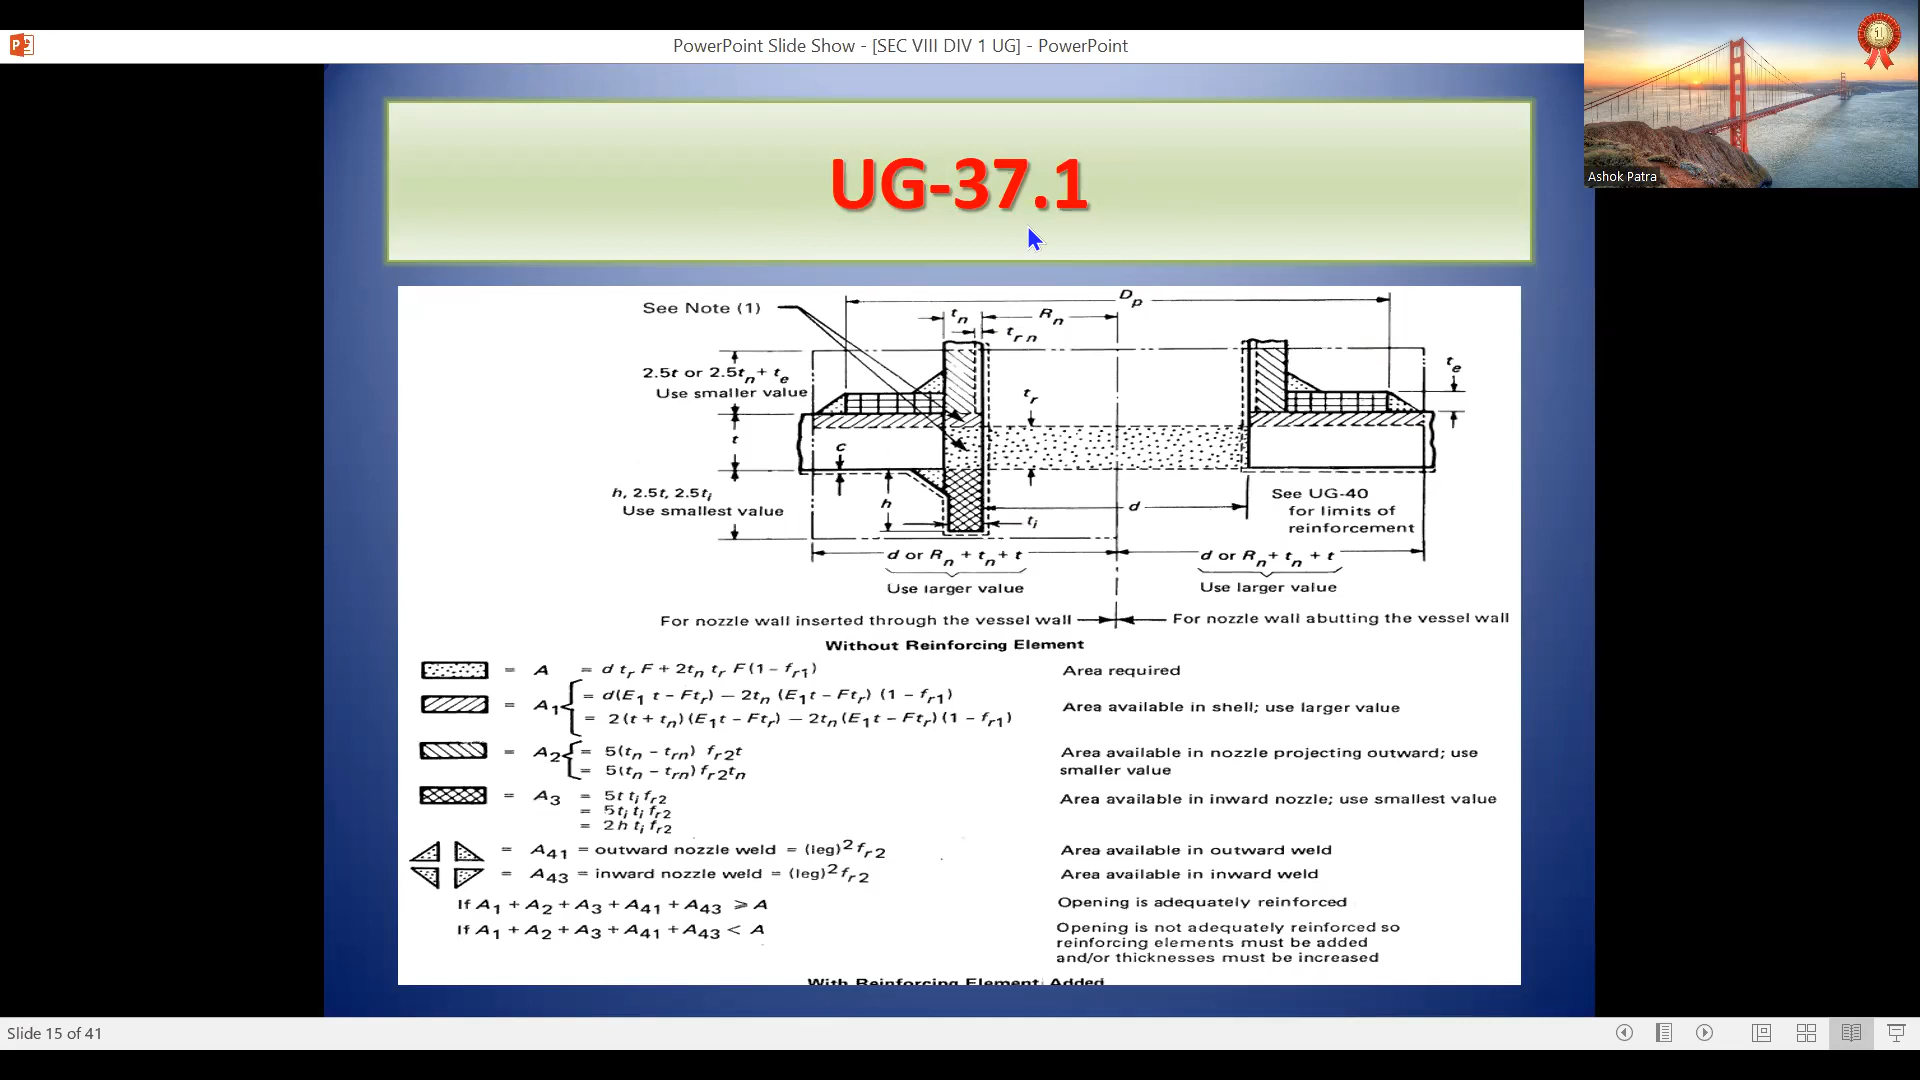 PowerPoint Slide Show - [SEC VIII DIV 1 UG] - PowerPoint
1
Ashok Patra
UG-37.1
See Note (1)
Dp
tn
Rn
trn
2.5t or 2.5tn + te
Use smaller value
te
tr
t
c
h, 2.5t, 2.5ti
Use smallest value
h
ti
d
See UG-40
for limits of
reinforcement
d or Rn + tn + t
d or Rn + tn + t
Use larger value
Use larger value
For nozzle wall inserted through the vessel wall
For nozzle wall abutting the vessel wall
Without Reinforcing Element
= A = d tr F + 2tn tr F(1 – fr1) Area required
= A1 = d(E1 t – Ftr) – 2tn (E1t – Ftr) (1 – fr1)
= 2(t + tn)(E1t – Ftr) – 2tn(E1t – Ftr)(1 – fr1)
Area available in shell; use larger value
= A2 = 5(tn – trn) fr2t
= 5(tn – trn)fr2tn
Area available in nozzle projecting outward; use
smaller value
= A3 = 5t ti fr2
= 5ti ti fr2
= 2h ti fr2
Area available in inward nozzle; use smallest value
= A41 = outward nozzle weld = (leg)²fr2 Area available in outward weld
= A43 = inward nozzle weld = (leg)²fr2 Area available in inward weld
If A1 + A2 + A3 + A41 + A43 ⩾ A Opening is adequately reinforced
If A1 + A2 + A3 + A41 + A43 < A Opening is not adequately reinforced so
reinforcing elements must be added
and/or thicknesses must be increased
With Reinforcing Element Added
Slide 15 of 41